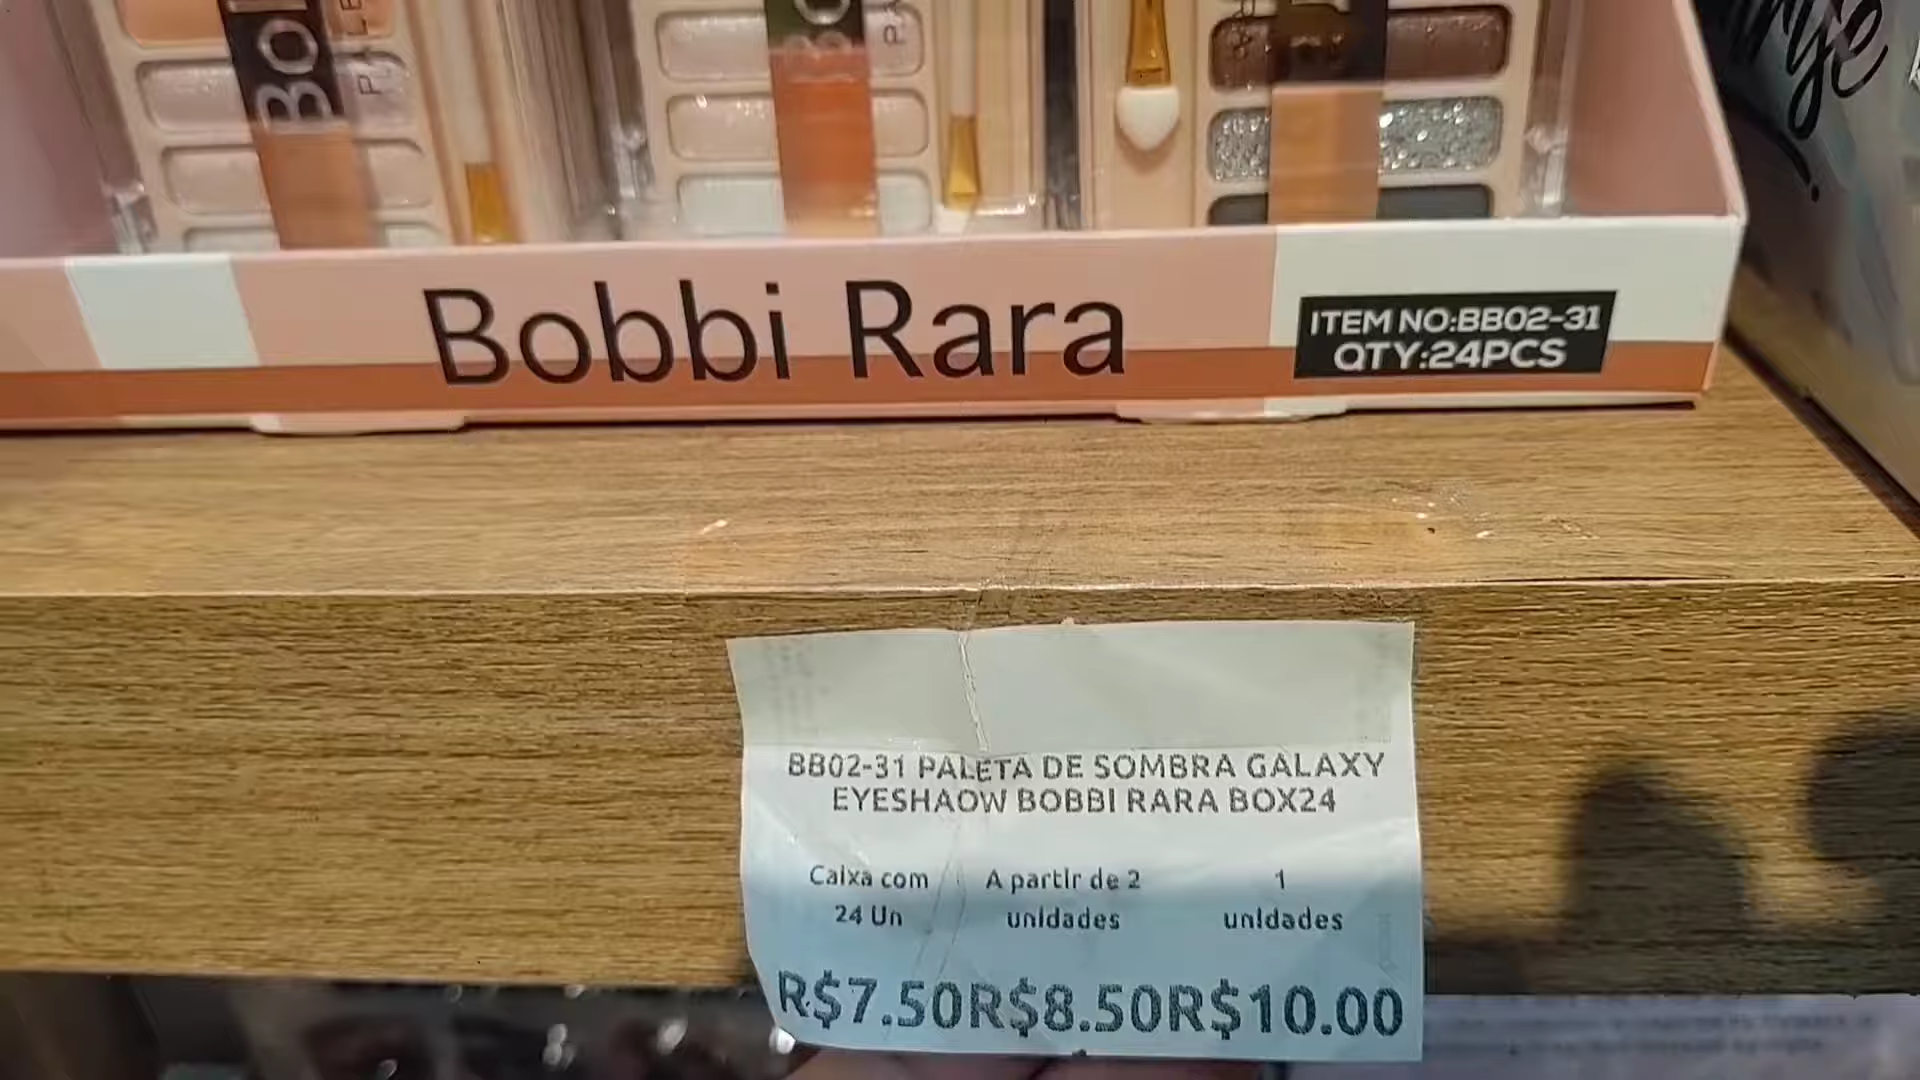 Bobbi Rara
ITEM NO:BB02-31
QTY:24PCS
BB02-31 PALETA DE SOMBRA GALAXY
EYESHAOW BOBBI RARA BOX24
Caixa com
24 Un
A partir de 2
unidades
1
unidades
R$7.50R$8.50R$10.00